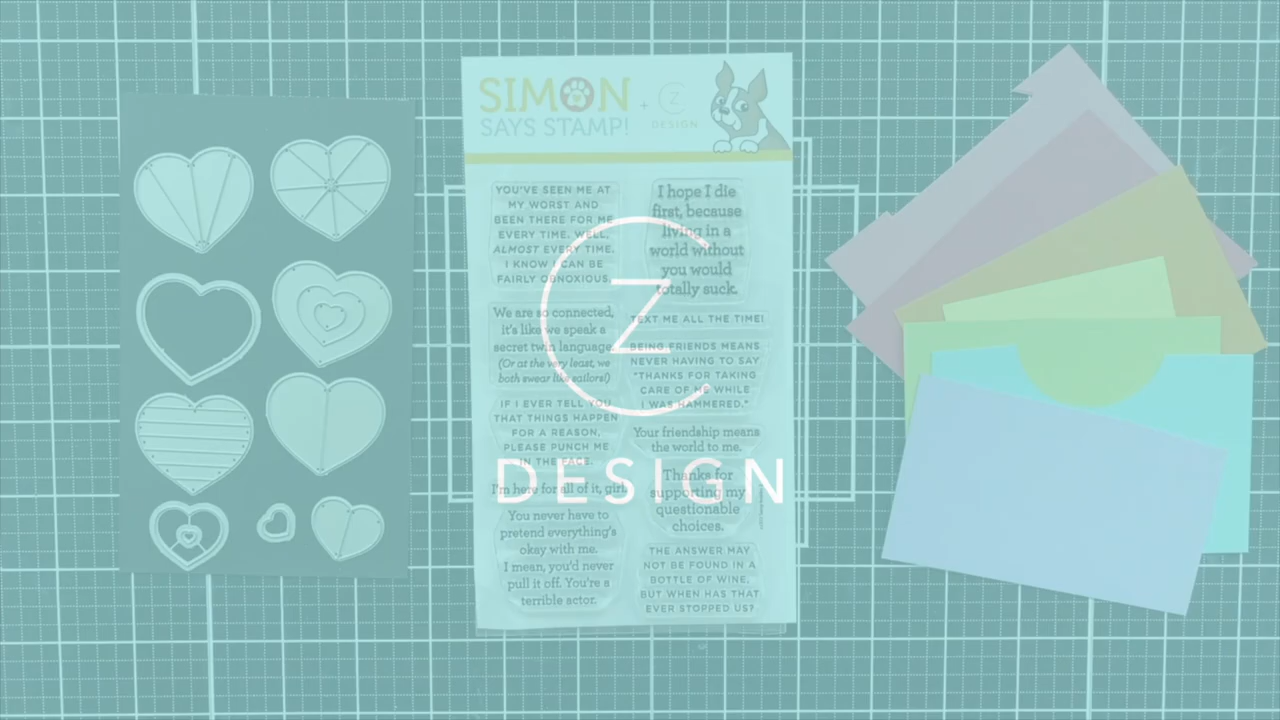 SIMON
SAYS STAMP!
+ CZ
DESIGN
YOU'VE SEEN ME AT
MY WORST AND
BEEN THERE FOR ME
EVERY TIME. WELL,
ALMOST EVERY TIME.
I KNOW I CAN BE
FAIRLY OBNOXIOUS.
We are so connected,
it's like we speak a
secret twin language.
(Or at the very least, we
both swear like sailors!)
IF I EVER TELL YOU
THAT THINGS HAPPEN
FOR A REASON,
PLEASE PUNCH ME
IN THE FACE.
I'm here for all of it, girl.
You never have to
pretend everything's
okay with me.
I mean, you'd never
pull it off. You're a
terrible actor.
I hope I die
first, because
living in a
world without
you would
totally suck.
TEXT ME ALL THE TIME!
BEING FRIENDS MEANS
NEVER HAVING TO SAY
"THANKS FOR TAKING
CARE OF ME WHILE
I WAS HAMMERED."
Your friendship means
the world to me.
Thanks for
supporting my
questionable
choices.
THE ANSWER MAY
NOT BE FOUND IN A
BOTTLE OF WINE,
BUT WHEN HAS THAT
EVER STOPPED US?
CZ
DESIGN